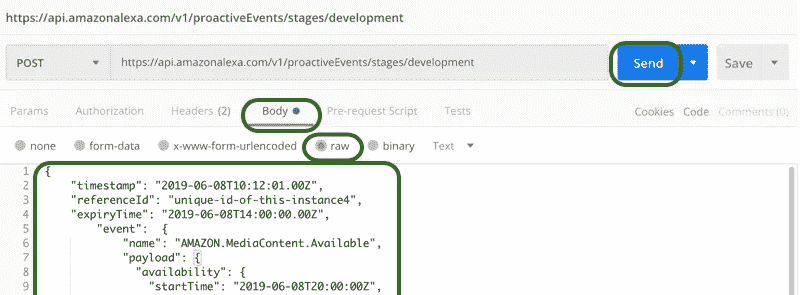 https://api.amazonalexa.com/v1/proactiveEvents/stages/development
POST https://api.amazonalexa.com/v1/proactiveEvents/stages/development Send Save
Params Authorization Headers (2) Body Pre-request Script Tests Cookies Code Comments (0)
none form-data x-www-form-urlencoded raw binary Text
1 {
2 "timestamp": "2019-06-08T10:12:01.00Z",
3 "referenceId": "unique-id-of-this-instance4",
4 "expiryTime": "2019-06-08T14:00:00.00Z",
5 "event": {
6 "name": "AMAZON.MediaContent.Available",
7 "payload": {
8 "availability": {
9 "startTime": "2019-06-08T20:00:00Z",